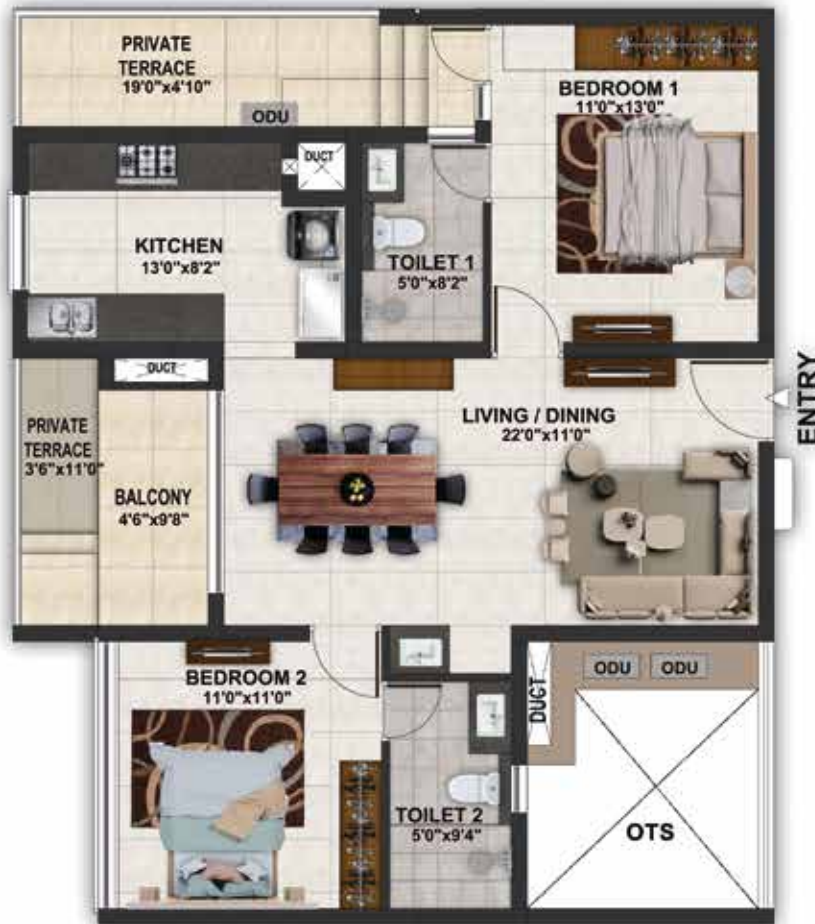 PRIVATE
TERRACE
19'0"x4'10"
ODU
BEDROOM 1
11'0"x13'0"
DUCT
KITCHEN
13'0"x8'2"
TOILET 1
5'0"x8'2"
DUCT
PRIVATE
TERRACE
3'6"x11'0"
BALCONY
4'6"x9'8"
LIVING / DINING
22'0"x11'0"
ENTRY
BEDROOM 2
11'0"x11'0"
TOILET 2
5'0"x9'4"
DUCT
ODU
ODU
OTS